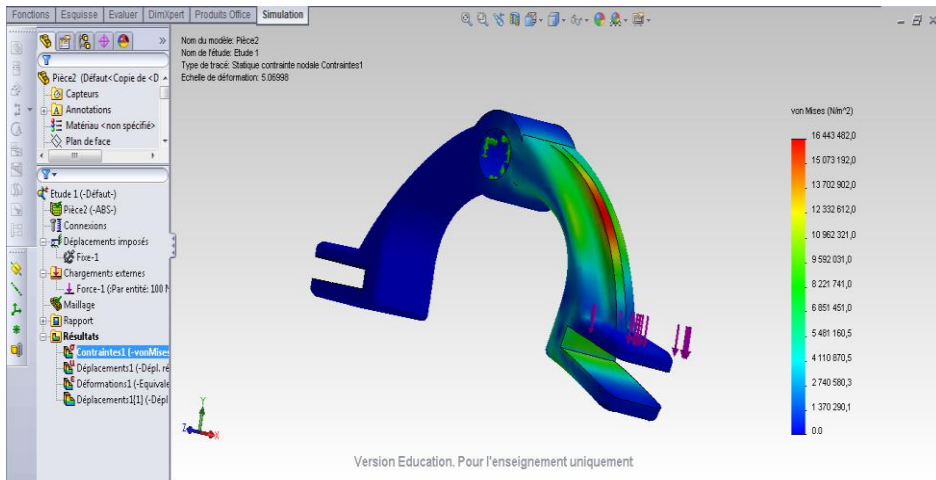 Fonctions Esquisse Evaluer DimXpert Produits Office Simulation
Pièce2 (Défaut<Copie de <D
Capteurs
Annotations
Matériau <non spécifié>
Plan de face
Etude 1 (-Défaut-)
Pièce2 (-ABS-)
Connexions
Déplacements imposés
Fixe-1
Chargements externes
Force-1 (:Par entité: 100 N
Maillage
Rapport
Résultats
Contraintes1 (-vonMises
Déplacements1 (-Dépl. ré
Déformations1 (-Equivale
Déplacements1[1] (-Dépl
Nom du modèle: Pièce2
Nom de l'étude: Etude 1
Type de tracé: Statique contrainte nodale Contraintes1
Echelle de déformation: 5.06998
von Mises (N/m^2)
16 443 482,0
15 073 192,0
13 702 902,0
12 332 612,0
10 962 321,0
9 592 031,0
8 221 741,0
6 851 451,0
5 481 160,5
4 110 870,5
2 740 580,3
1 370 290,1
0.0
Y
Z X
Version Education. Pour l'enseignement uniquement